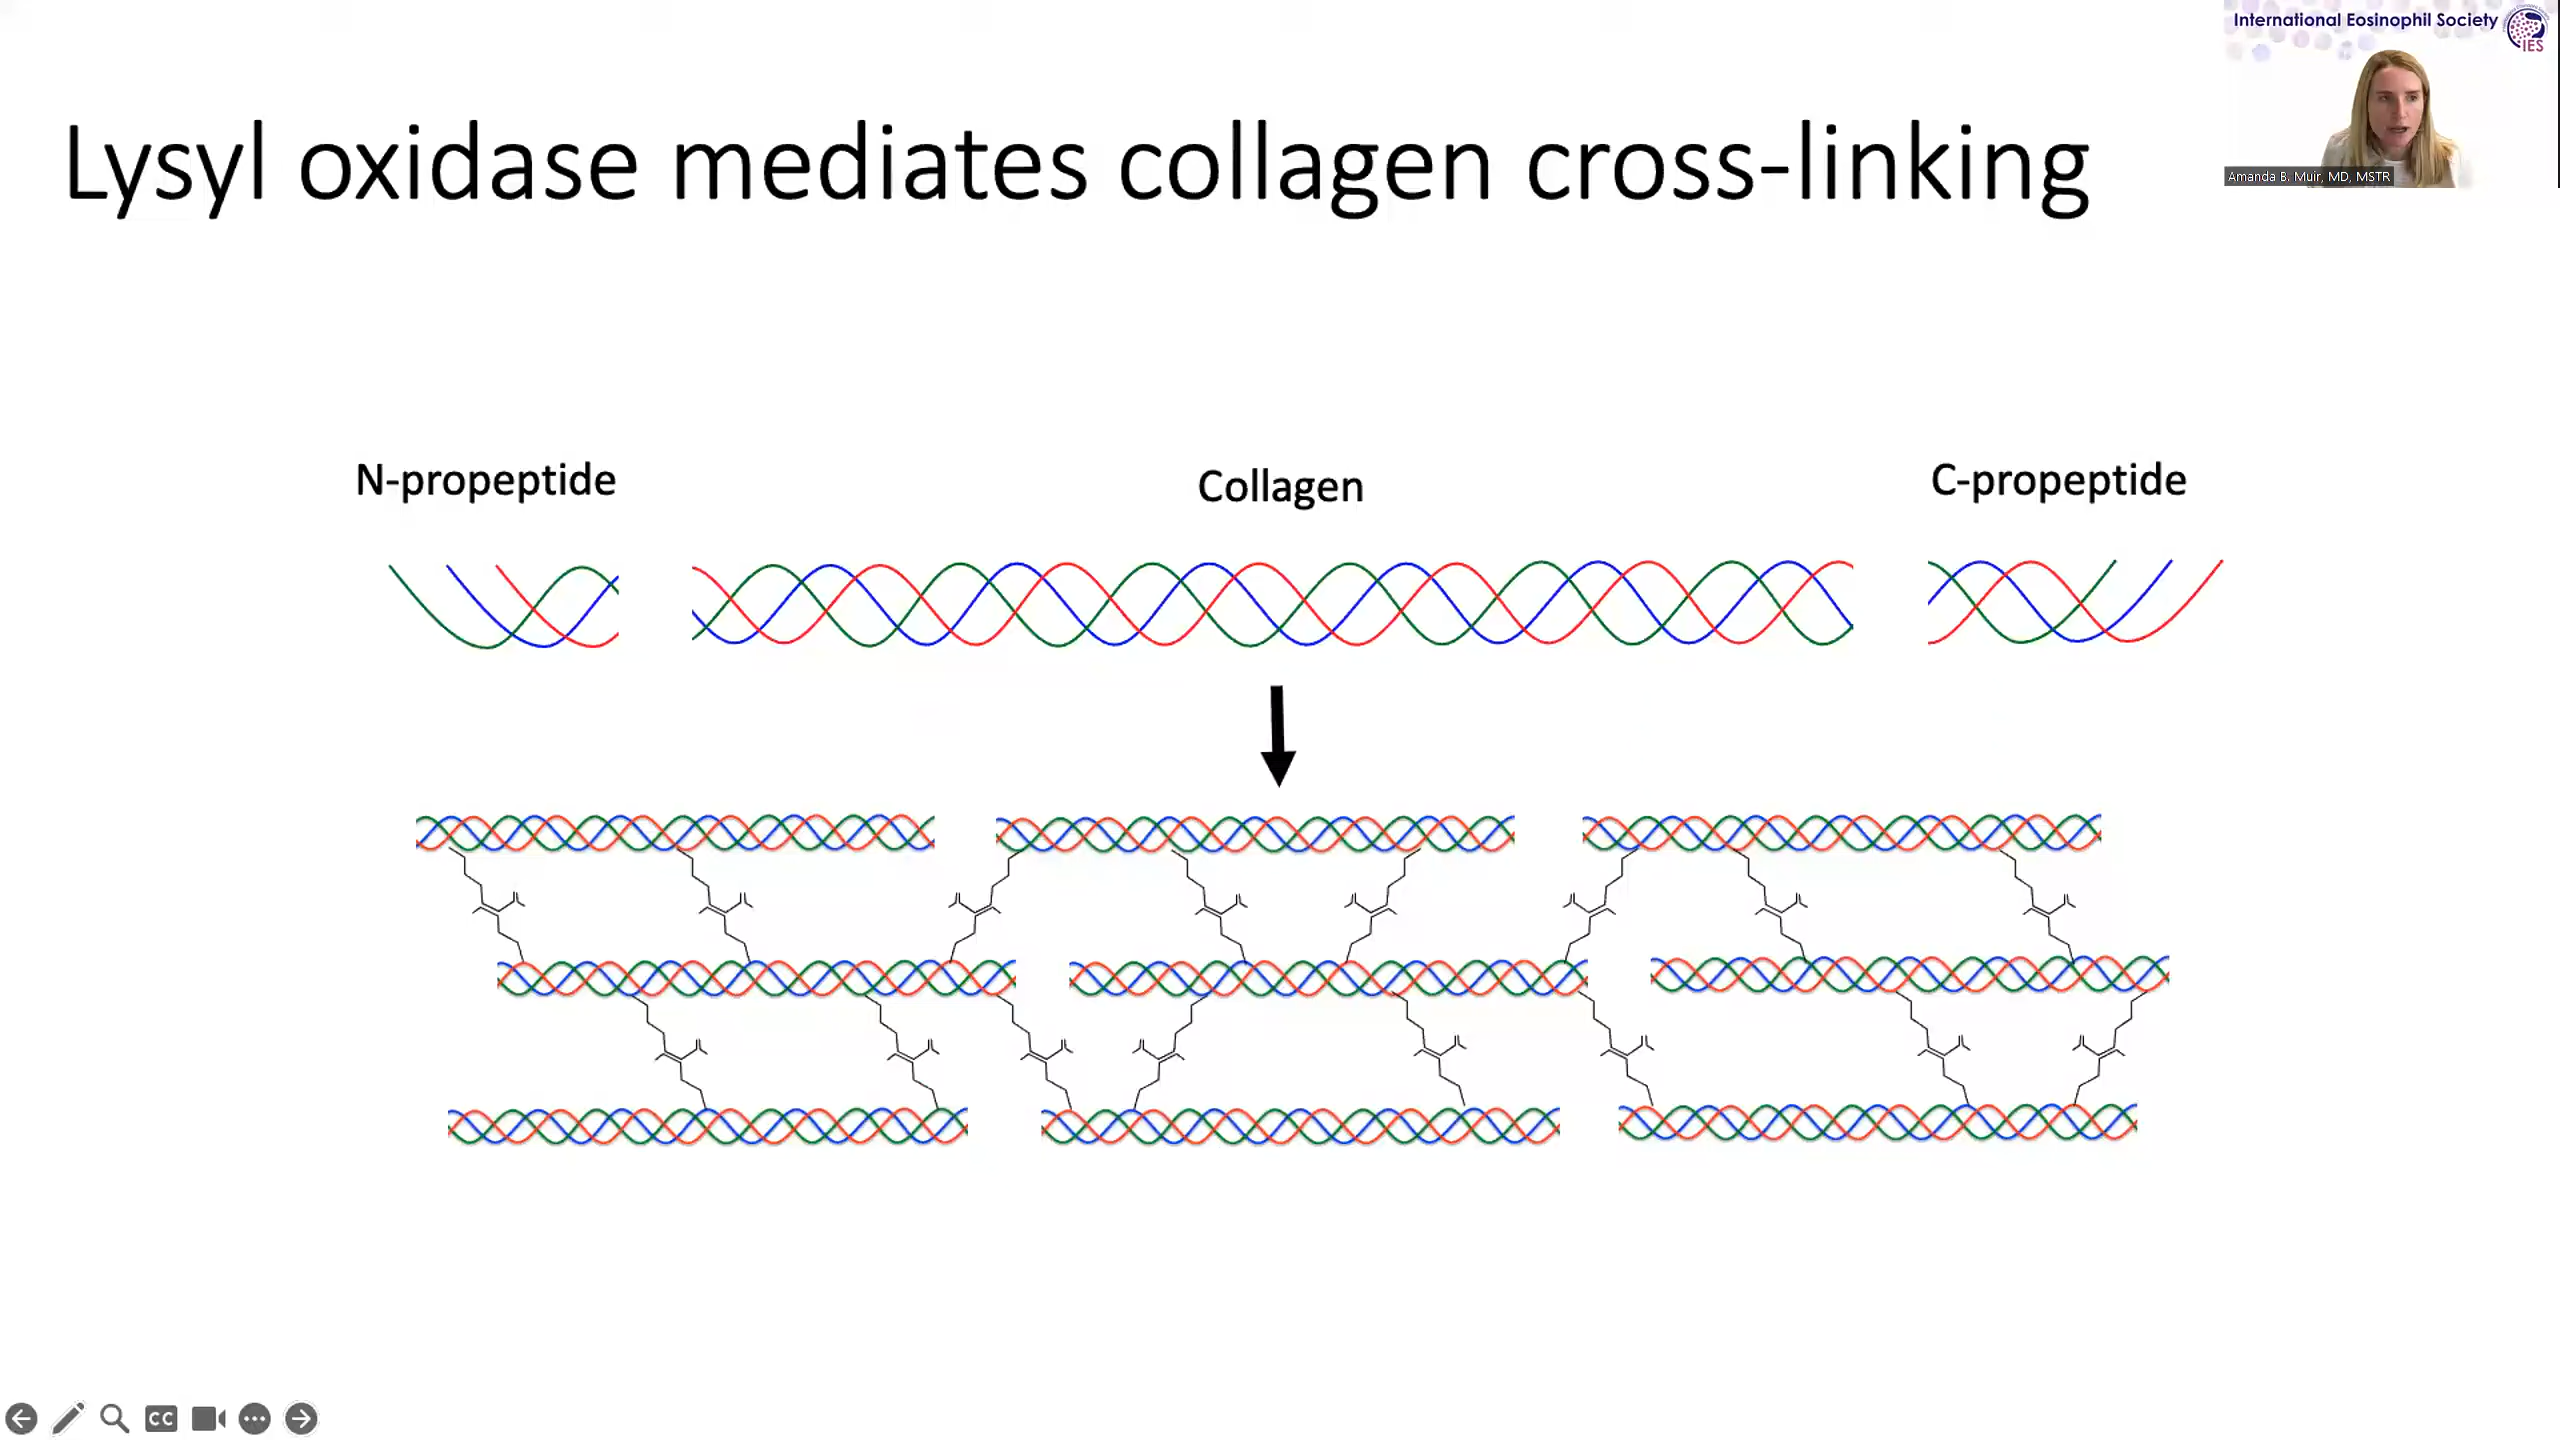 International Eosinophil Society
IES
Amanda B. Muir, MD, MSTR
Lysyl oxidase mediates collagen cross-linking
N-propeptide
Collagen
C-propeptide
CC